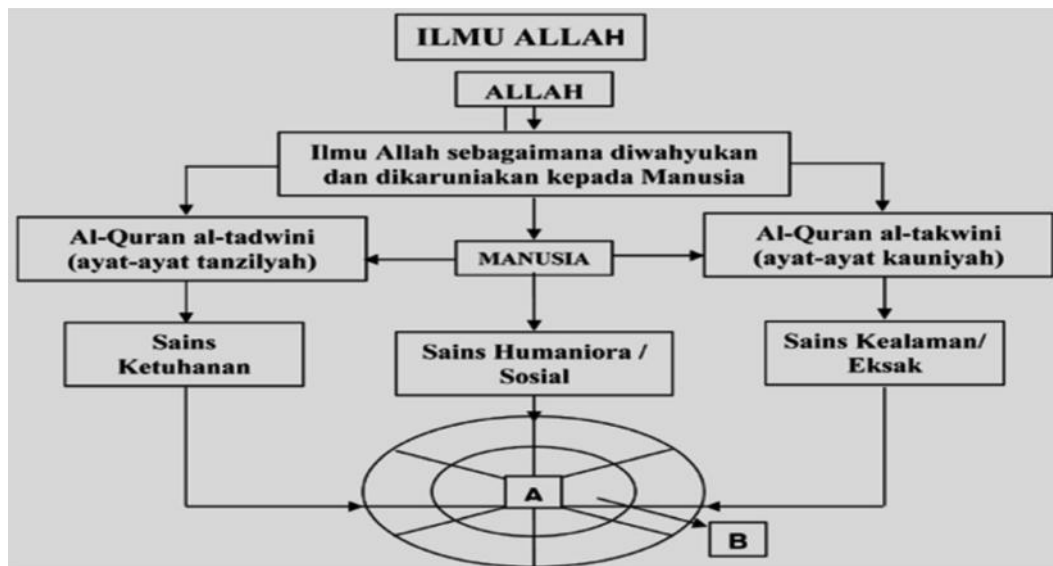 ILMU ALLAH
ALLAH
Ilmu Allah sebagaimana diwahyukan
dan dikaruniakan kepada Manusia
Al-Quran al-tadwini
(ayat-ayat tanzilyah)
MANUSIA
Al-Quran al-takwini
(ayat-ayat kauniyah)
Sains
Ketuhanan
Sains Humaniora /
Sosial
Sains Kealaman/
Eksak
A
B